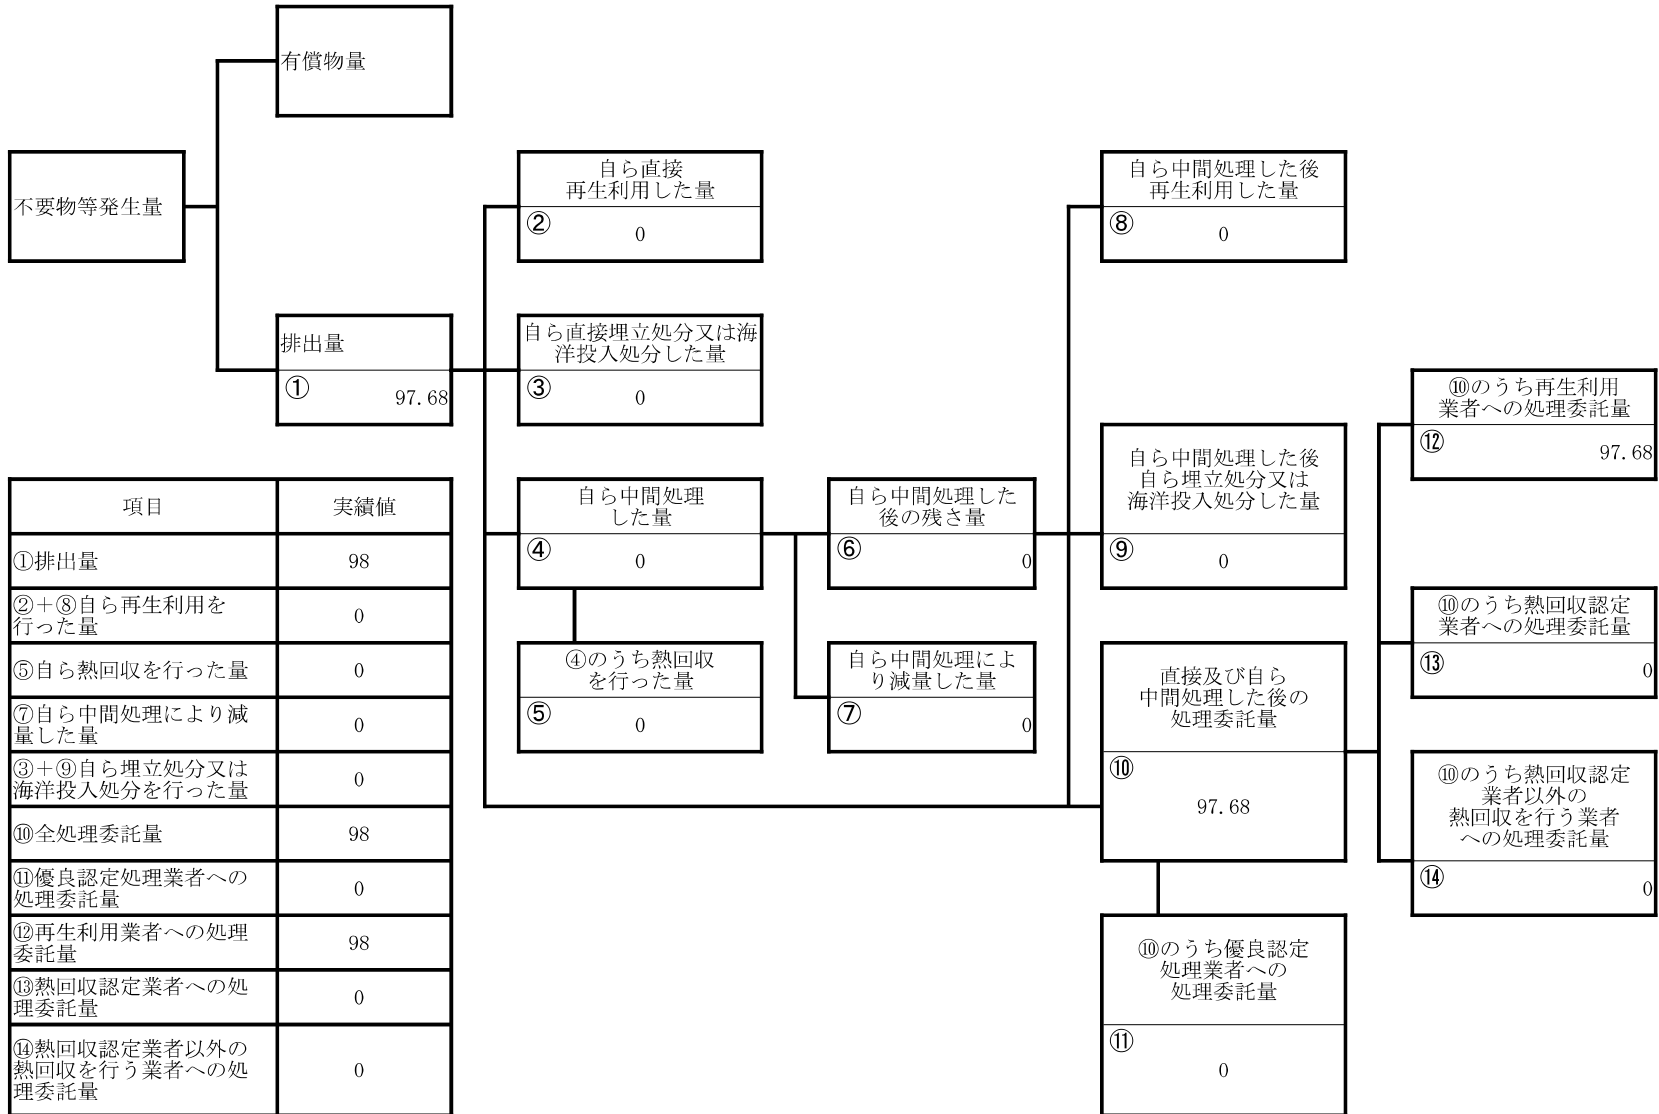 有償物量
不要物等発生量
自ら直接
再生利用した量
②
0
自ら中間処理した後
再生利用した量
⑧
0
排出量
①
97.68
自ら直接埋立処分又は海
洋投入処分した量
③
0
⑩のうち再生利用
業者への処理委託量
⑫
97.68
自ら中間処理
した量
④
0
自ら中間処理した
後の残さ量
⑥
0
自ら中間処理した後
自ら埋立処分又は
海洋投入処分した量
⑨
0
⑩のうち熱回収認定
業者への処理委託量
⑬
0
④のうち熱回収
を行った量
⑤
0
自ら中間処理によ
り減量した量
⑦
0
直接及び自ら
中間処理した後の
処理委託量
⑩
97.68
⑩のうち熱回収認定
業者以外の
熱回収を行う業者
への処理委託量
⑭
0
⑩のうち優良認定
処理業者への
処理委託量
⑪
0
項目 実績値
①排出量 98
②+⑧自ら再生利用を
行った量 0
⑤自ら熱回収を行った量 0
⑦自ら中間処理により減
量した量 0
③+⑨自ら埋立処分又は
海洋投入処分を行った量 0
⑩全処理委託量 98
⑪優良認定処理業者への
処理委託量 0
⑫再生利用業者への処理
委託量 98
⑬熱回収認定業者への処
理委託量 0
⑭熱回収認定業者以外の
熱回収を行う業者への処 0
理委託量